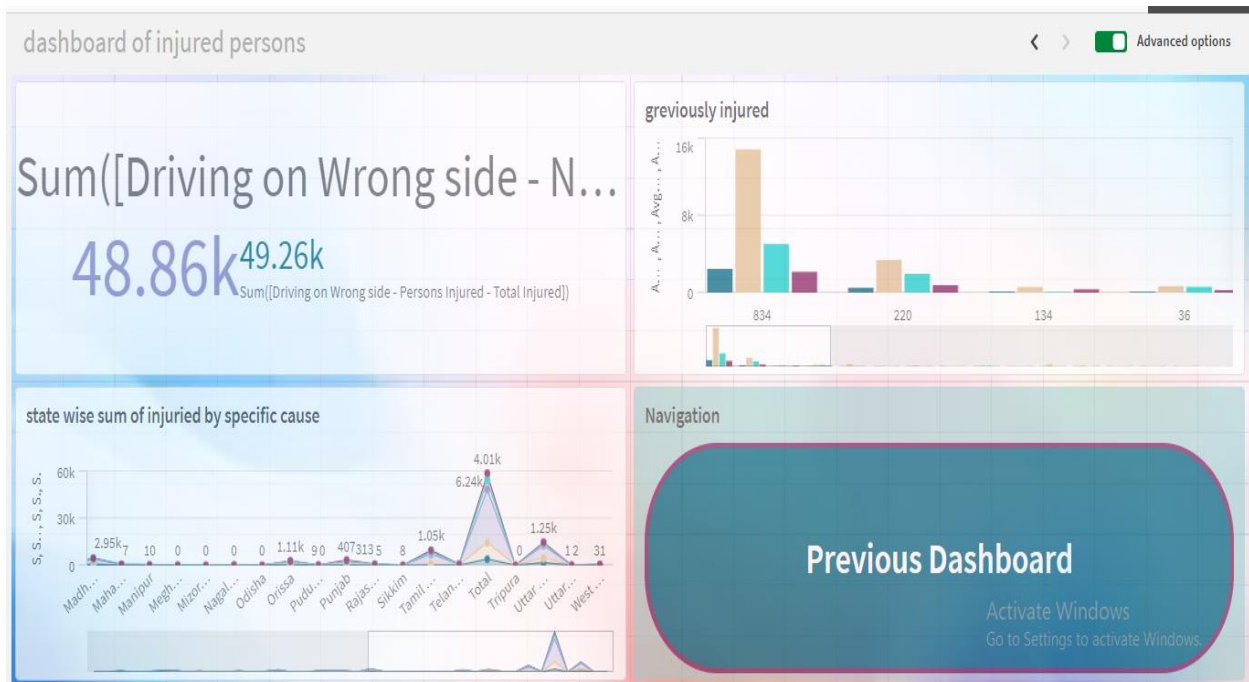 dashboard of injured persons
Advanced options
Sum([Driving on Wrong side - N...
48.86k
49.26k
Sum([Driving on Wrong side - Persons Injured - Total Injured])
greviously injured
A... , A... , Avg... , A...
16k
8k
0
834
220
134
36
state wise sum of injuried by specific cause
S, S..., S, S., S.
60k
30k
0
2.95k
7
10
0
0
0
0
1.11k
90
407
313
5
8
1.05k
6.24k
4.01k
0
1.25k
12
31
Madh...
Maha...
Manipur
Megh...
Mizor...
Nagal...
Odisha
Orissa
Pudu...
Punjab
Rajas...
Sikkim
Tamil ...
Telan...
Total
Tripura
Uttar ...
Uttar...
West...
Navigation
Previous Dashboard
Activate Windows
Go to Settings to activate Windows.